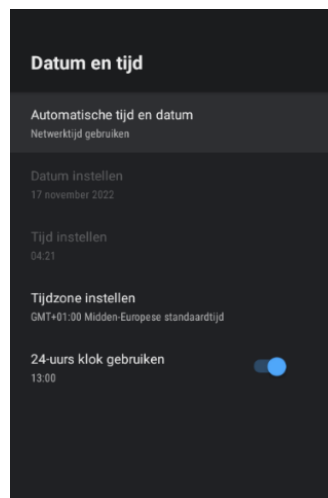 Datum en tijd
Automatische tijd en datum
Netwerktijd gebruiken
Datum instellen
17 november 2022
Tijd instellen
04:21
Tijdzone instellen
GMT+01:00 Midden-Europese standaardtijd
24-uurs klok gebruiken
13:00